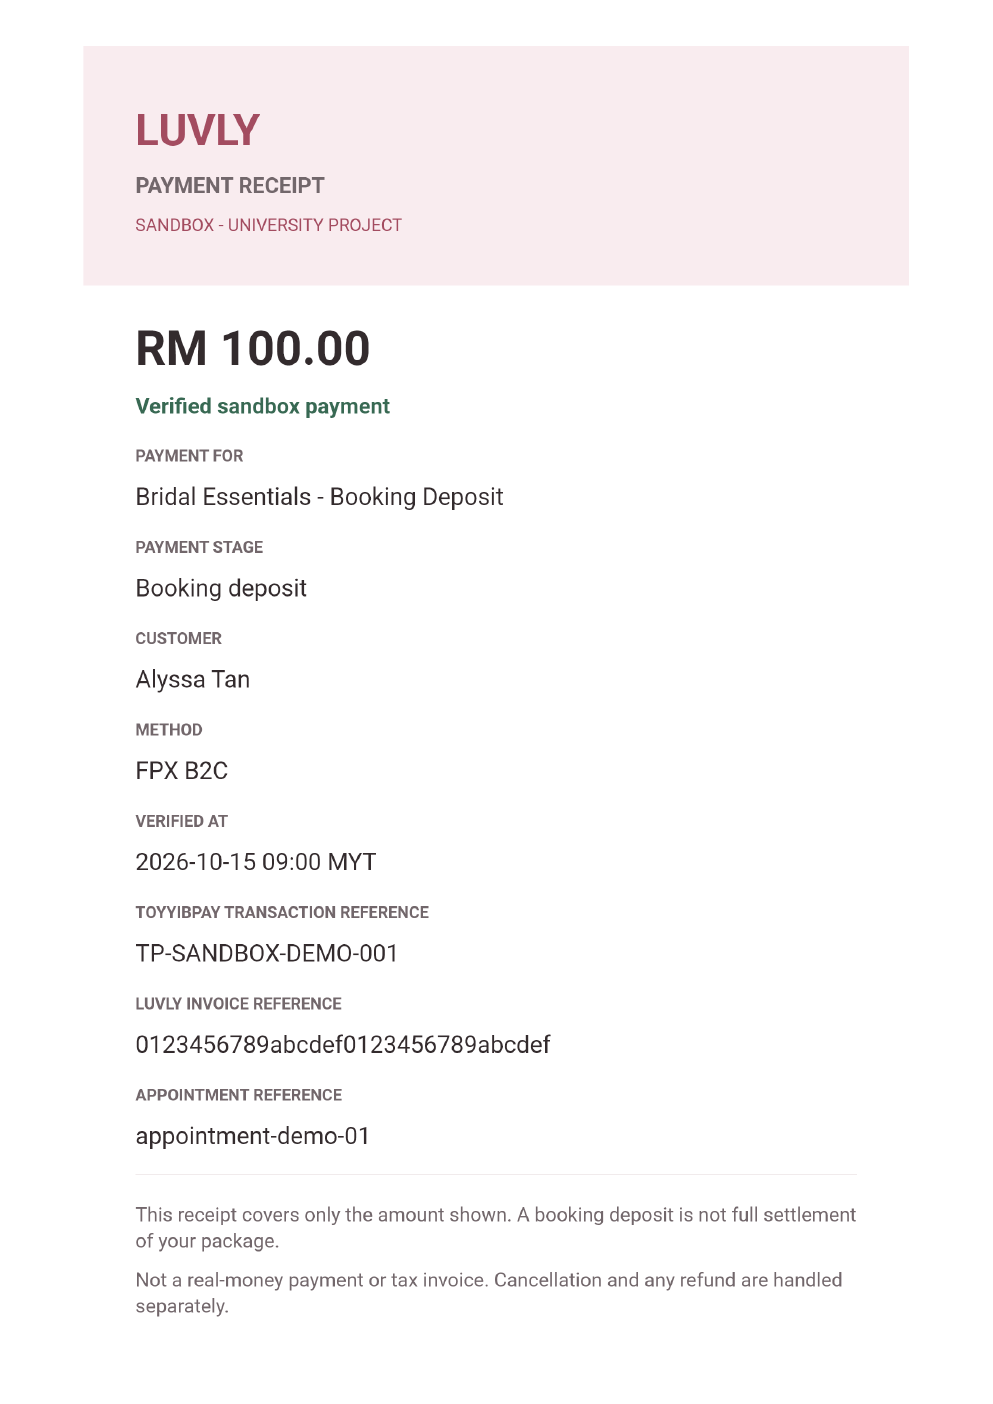 LUVLY
PAYMENT RECEIPT
SANDBOX - UNIVERSITY PROJECT
RM 100.00
Verified sandbox payment
PAYMENT FOR
Bridal Essentials - Booking Deposit
PAYMENT STAGE
Booking deposit
CUSTOMER
Alyssa Tan
METHOD
FPX B2C
VERIFIED AT
2026-10-15 09:00 MYT
TOYYIBPAY TRANSACTION REFERENCE
TP-SANDBOX-DEMO-001
LUVLY INVOICE REFERENCE
0123456789abcdef0123456789abcdef
APPOINTMENT REFERENCE
appointment-demo-01
This receipt covers only the amount shown. A booking deposit is not full settlement
of your package.
Not a real-money payment or tax invoice. Cancellation and any refund are handled
separately.